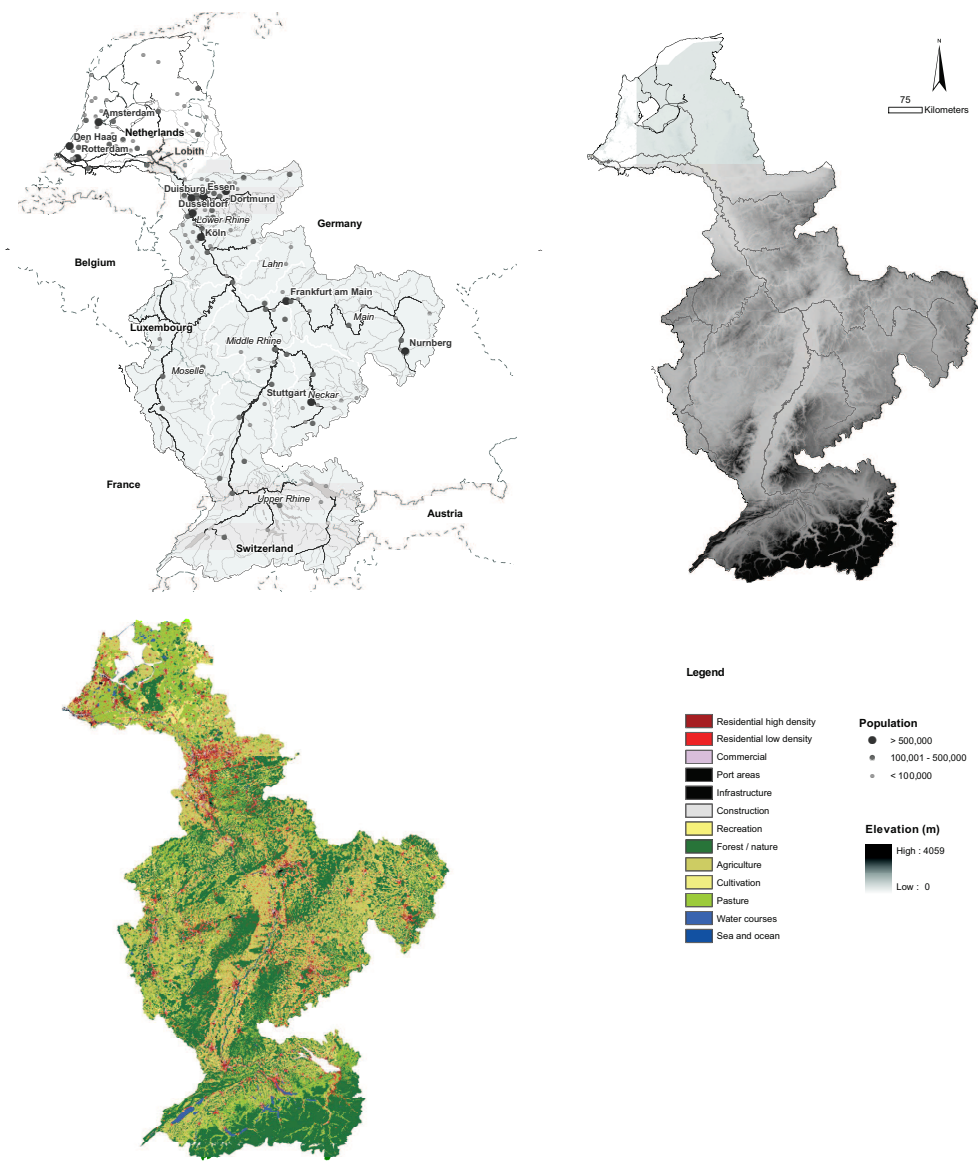 Amsterdam
Netherlands
Den Haag
Rotterdam
Lobith
Duisburg
Essen
Dortmund
Dusseldorf
Lower Rhine
Köln
Germany
Belgium
Lahn
Frankfurt am Main
Main
Luxembourg
Middle Rhine
Nurnberg
Moselle
Stuttgart
Neckar
France
Upper Rhine
Austria
Switzerland
N
75
Kilometers
Legend
Residential high density
Residential low density
Commercial
Port areas
Infrastructure
Construction
Recreation
Forest / nature
Agriculture
Cultivation
Pasture
Water courses
Sea and ocean
Population
> 500,000
100,001 - 500,000
< 100,000
Elevation (m)
High : 4059
Low : 0